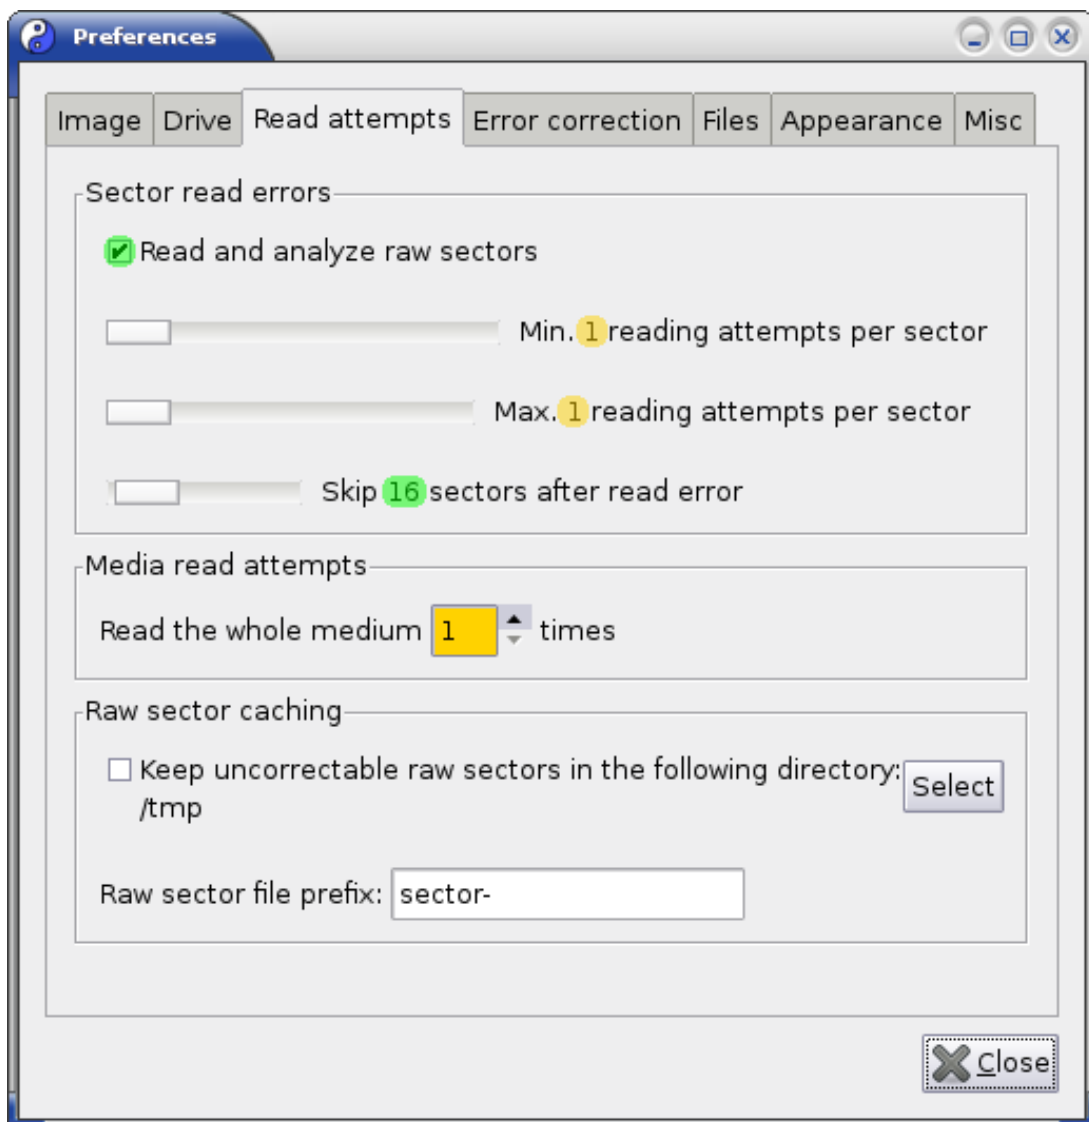 Preferences
Image Drive Read attempts Error correction Files Appearance Misc
Sector read errors
Read and analyze raw sectors
Min. 1 reading attempts per sector
Max. 1 reading attempts per sector
Skip 16 sectors after read error
Media read attempts
Read the whole medium 1 times
Raw sector caching
Keep uncorrectable raw sectors in the following directory: Select
/tmp
Raw sector file prefix: sector-
Close